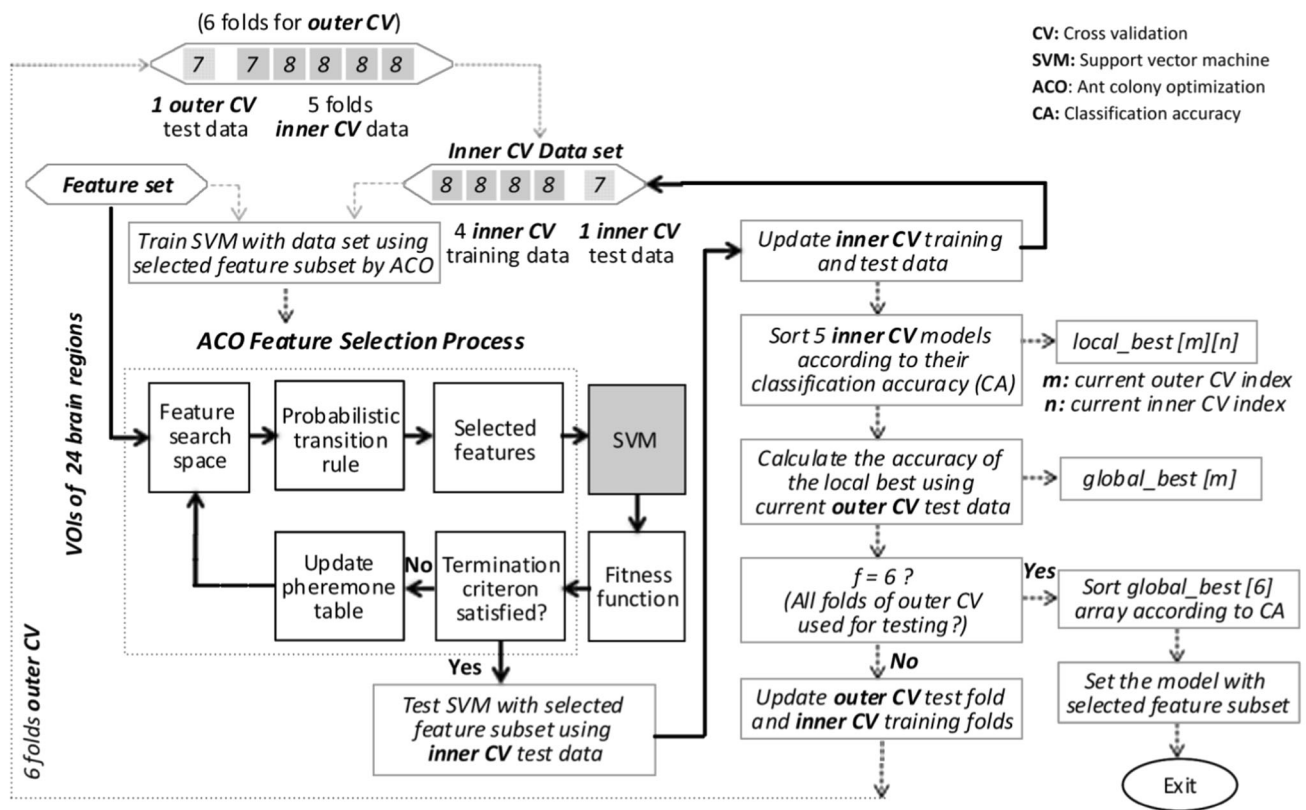 (6 folds for outer CV)
7 7 8 8 8 8
1 outer CV
test data
5 folds
inner CV data
CV: Cross validation
SVM: Support vector machine
ACO: Ant colony optimization
CA: Classification accuracy
Inner CV Data set
8 8 8 8 7
4 inner CV
training data
1 inner CV
test data
Feature set
Train SVM with data set using
selected feature subset by ACO
ACO Feature Selection Process
VOIs of 24 brain regions
Feature
search
space
Probabilistic
transition
rule
Selected
features
SVM
Update
pheremone
table
No
Termination
criteron
satisfied?
Fitness
function
Yes
Test SVM with selected
feature subset using
inner CV test data
6 folds outer CV
Update inner CV training
and test data
Sort 5 inner CV models
according to their
classification accuracy (CA)
local_best [m][n]
m: current outer CV index
n: current inner CV index
Calculate the accuracy of
the local best using
current outer CV test data
global_best [m]
f = 6 ?
(All folds of outer CV
used for testing?)
Yes
Sort global_best [6]
array according to CA
No
Update outer CV test fold
and inner CV training folds
Set the model with
selected feature subset
Exit